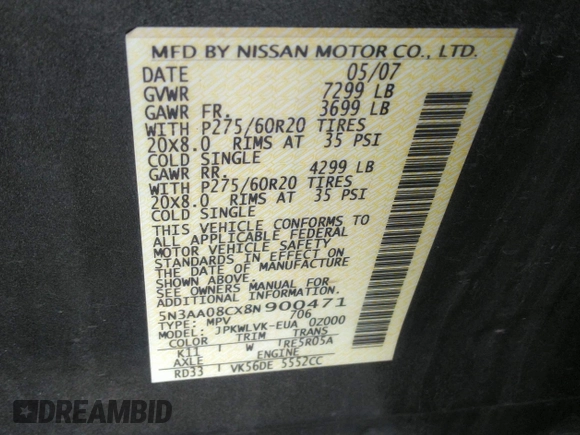 MFD BY NISSAN MOTOR CO., LTD.
DATE 05/07
GVWR 7299 LB
GAWR FR. 3699 LB
WITH P275/60R20 TIRES
20X8.0 RIMS AT 35 PSI
COLD SINGLE
GAWR RR. 4299 LB
WITH P275/60R20 TIRES
20X8.0 RIMS AT 35 PSI
COLD SINGLE
THIS VEHICLE CONFORMS TO
ALL APPLICABLE FEDERAL
MOTOR VEHICLE SAFETY
STANDARDS IN EFFECT ON
THE DATE OF MANUFACTURE
SHOWN ABOVE.
SEE OWNERS MANUAL FOR
ADDITIONAL INFORMATION.
5N3AA08CX8N900471
TYPE: MPV 706
MODEL: JPKWLVK-EUA 02000
COLOR TRIM TRANS
K11 W TRE5R05A
AXLE ENGINE
RD33 VK56DE 5552CC
DREAMBID